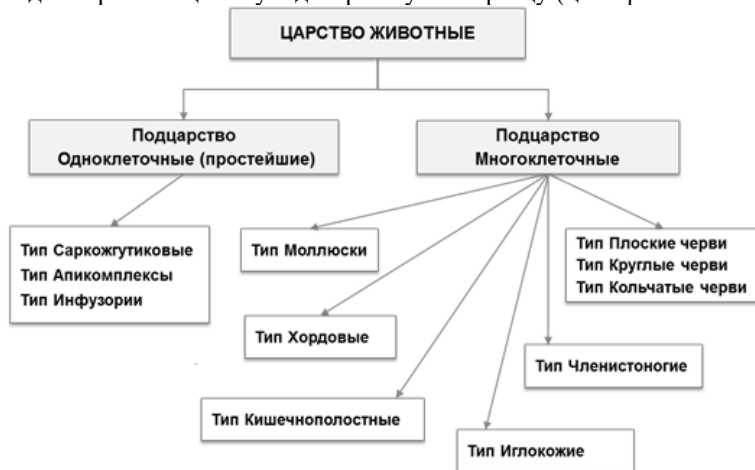 ЦАРСТВО ЖИВОТНЫЕ
Подцарство
Одноклеточные (простейшие)
Подцарство
Многоклеточные
Тип Саркожгутиковые
Тип Апикомплексы
Тип Инфузории
Тип Моллюски
Тип Плоские черви
Тип Круглые черви
Тип Кольчатые черви
Тип Хордовые
Тип Членистоногие
Тип Кишечнополостные
Тип Иглокожие